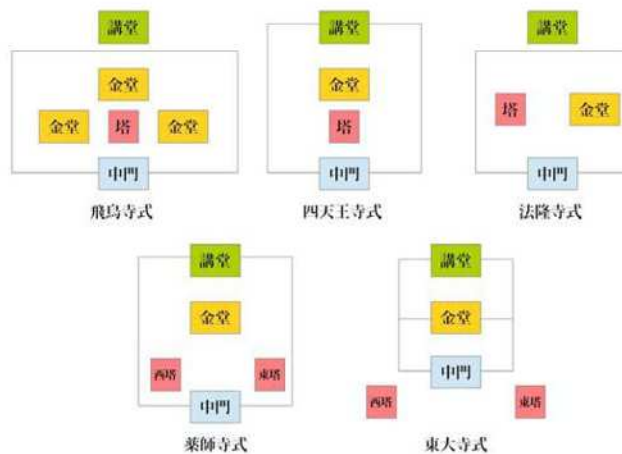 講堂
金堂
金堂 塔 金堂
中門
飛鳥寺式
講堂
金堂
塔
中門
四天王寺式
講堂
塔 金堂
中門
法隆寺式
講堂
金堂
西塔 東塔
中門
薬師寺式
講堂
金堂
中門
西塔 東塔
東大寺式